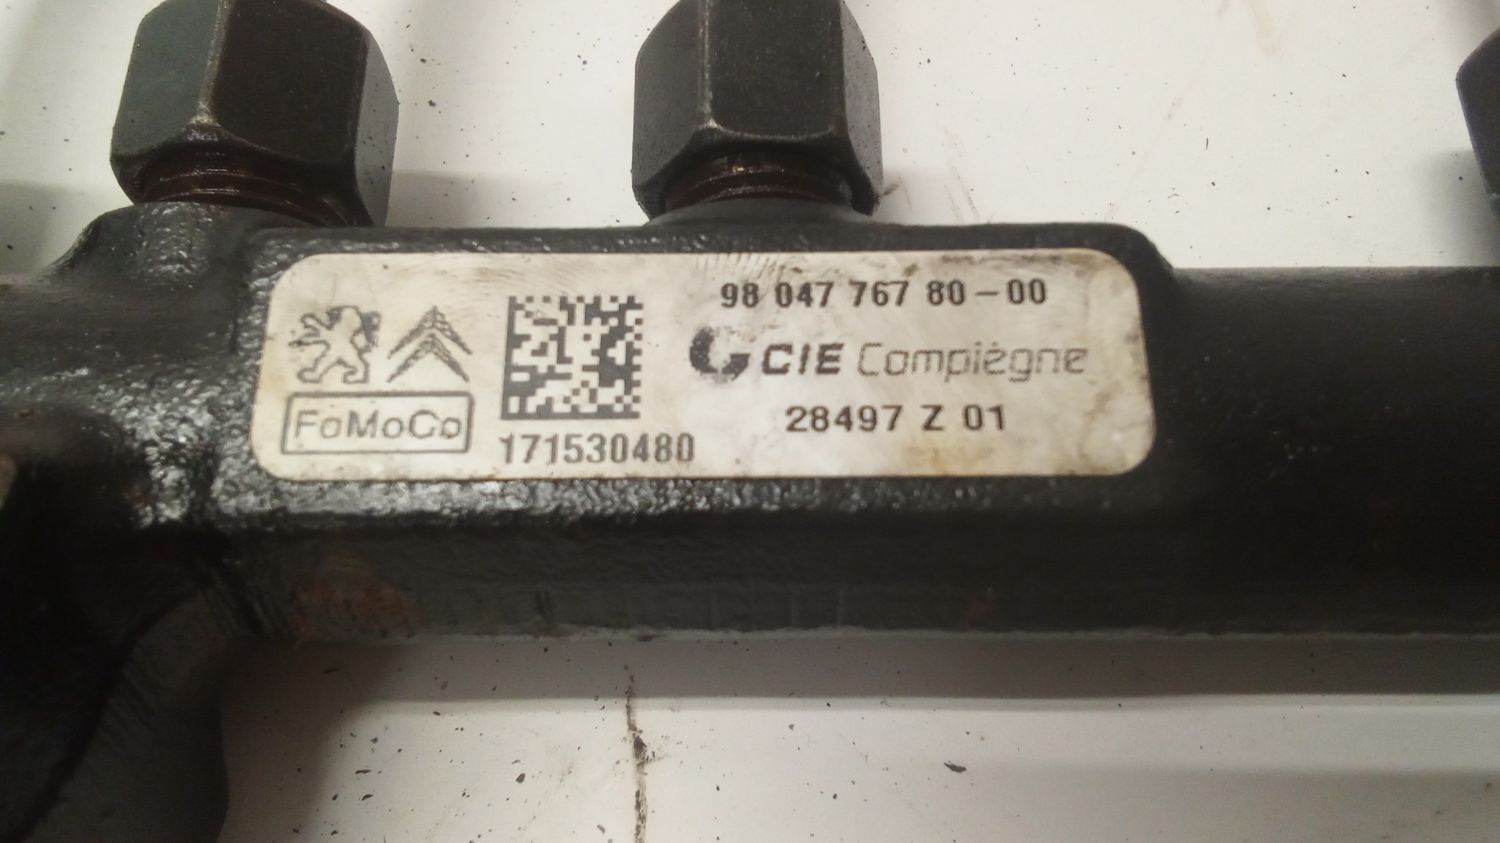 98 047 767 80-00
CIE Compiègne
28497 Z 01
FoMoCo
171530480